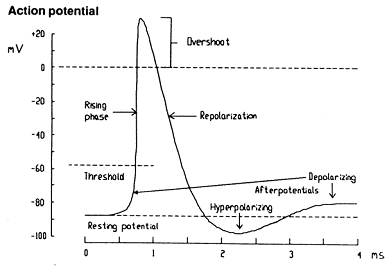 Action potential
mV
+20
0
-20
-40
-60
-80
-100
Overshoot
Rising
phase
Repolarization
Threshold
Depolarizing
Afterpotentials
Hyperpolarizing
Resting potential
0
1
2
3
4
ms